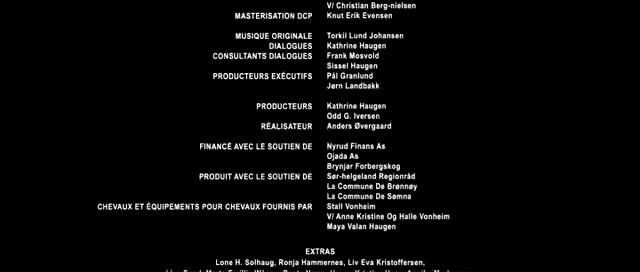 V/ Christian Berg-nielsen
MASTERISATION DCP Knut Erik Evensen
MUSIQUE ORIGINALE Torkil Lund Johansen
DIALOGUES Kathrine Haugen
CONSULTANTS DIALOGUES Frank Mosvold
Sissel Haugen
PRODUCTEURS EXÉCUTIFS Pål Granlund
Jørn Landbakk
PRODUCTEURS Kathrine Haugen
Odd G. Iversen
RÉALISATEUR Anders Øvergaard
FINANCÉ AVEC LE SOUTIEN DE Nyrud Finans As
Ojada As
Brynjar Forbergskog
PRODUIT AVEC LE SOUTIEN DE Sør-helgeland Regionråd
La Commune De Brønnøy
La Commune De Sømna
CHEVAUX ET ÉQUIPEMENTS POUR CHEVAUX FOURNIS PAR Stall Vonheim
V/ Anne Kristine Og Halle Vonheim
Maya Valan Haugen
EXTRAS
Lone H. Solhaug, Ronja Hammernes, Liv Eva Kristoffersen,